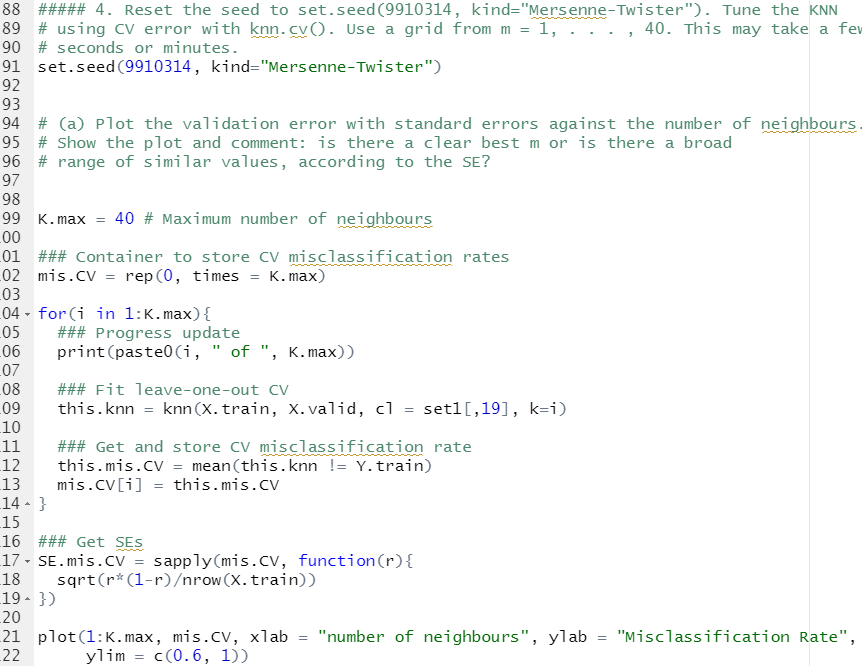 88 ##### 4. Reset the seed to set.seed(9910314, kind="Mersenne-Twister"). Tune the KNN
89 # using CV error with knn.cv(). Use a grid from m = 1, . . . , 40. This may take a few
90 # seconds or minutes.
91 set.seed(9910314, kind="Mersenne-Twister")
92
93
94 # (a) Plot the validation error with standard errors against the number of neighbours.
95 # Show the plot and comment: is there a clear best m or is there a broad
96 # range of similar values, according to the SE?
97
98
99 K.max = 40 # Maximum number of neighbours
00
01 ### Container to store CV misclassification rates
02 mis.CV = rep(0, times = K.max)
03
04 for(i in 1:K.max){
05   ### Progress update
06   print(paste0(i, " of ", K.max))
07
08   ### Fit leave-one-out CV
09   this.knn = knn(X.train, X.valid, cl = set1[,19], k=i)
10
11   ### Get and store CV misclassification rate
12   this.mis.CV = mean(this.knn != Y.train)
13   mis.CV[i] = this.mis.CV
14 }
15
16 ### Get SEs
17 SE.mis.CV = sapply(mis.CV, function(r){
18   sqrt(r*(1-r)/nrow(X.train))
19 })
20
21 plot(1:K.max, mis.CV, xlab = "number of neighbours", ylab = "Misclassification Rate",
22      ylim = c(0.6, 1))